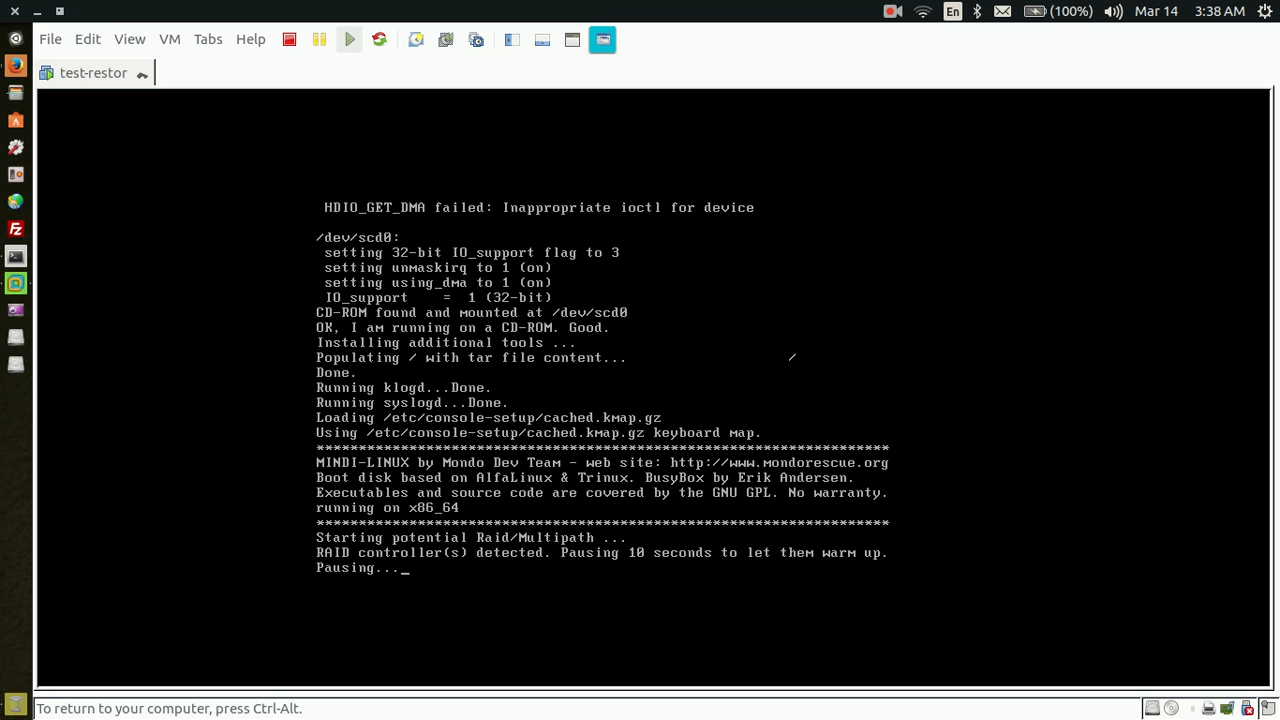 En
(100%)
Mar 14
3:38 AM
File Edit View VM Tabs Help
test-restor
HDIO_GET_DMA failed: Inappropriate ioctl for device
/dev/scd0:
setting 32-bit IO_support flag to 3
setting unmaskirq to 1 (on)
setting using_dma to 1 (on)
IO_support    =  1 (32-bit)
CD-ROM found and mounted at /dev/scd0
OK, I am running on a CD-ROM. Good.
Installing additional tools ...
Populating / with tar file content...                    /
Done.
Running klogd...Done.
Running syslogd...Done.
Loading /etc/console-setup/cached.kmap.gz
Using /etc/console-setup/cached.kmap.gz keyboard map.
********************************************************************
MINDI-LINUX by Mondo Dev Team - web site: http://www.mondorescue.org
Boot disk based on AlfaLinux & Trinux. BusyBox by Erik Andersen.
Executables and source code are covered by the GNU GPL. No warranty.
running on x86_64
********************************************************************
Starting potential Raid/Multipath ...
RAID controller(s) detected. Pausing 10 seconds to let them warm up.
Pausing..._
To return to your computer, press Ctrl-Alt.